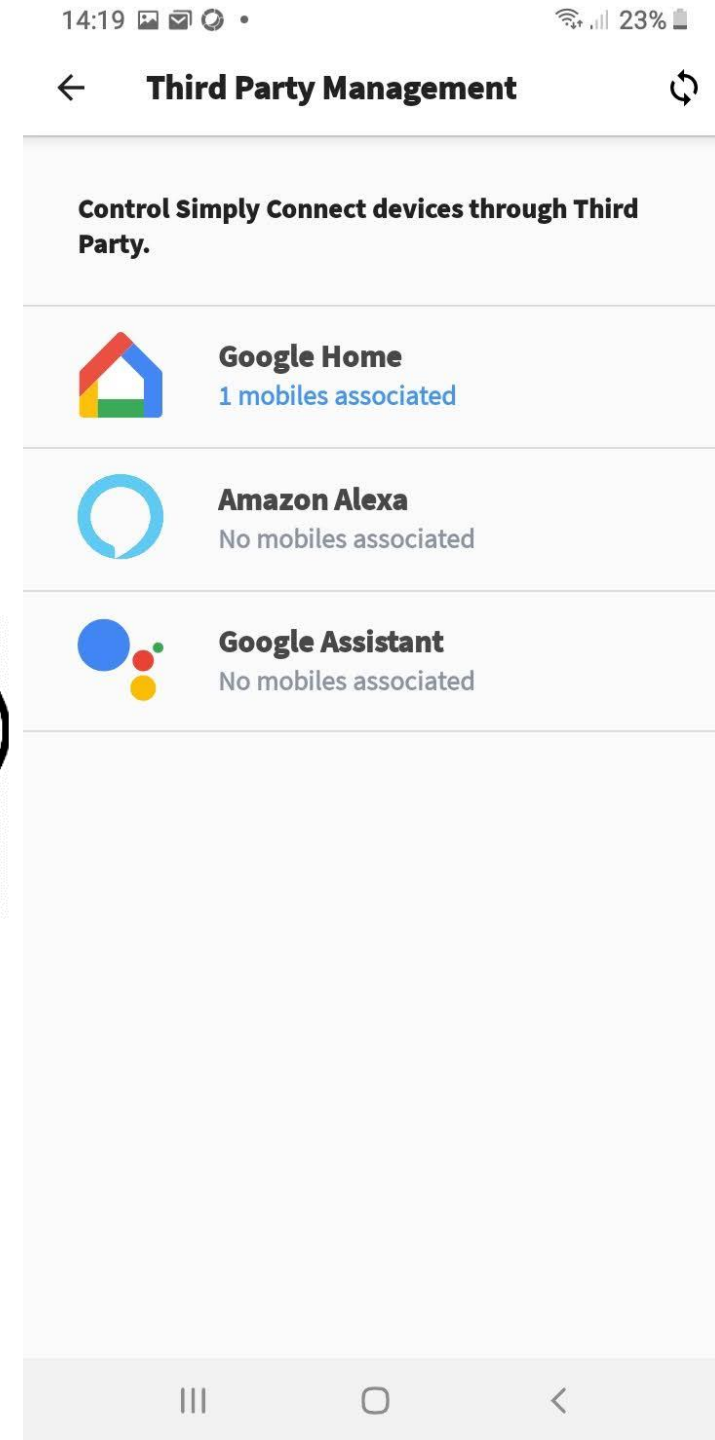 14:19 23%
Third Party Management
Control Simply Connect devices through Third
Party.
Google Home
1 mobiles associated
Amazon Alexa
No mobiles associated
Google Assistant
No mobiles associated